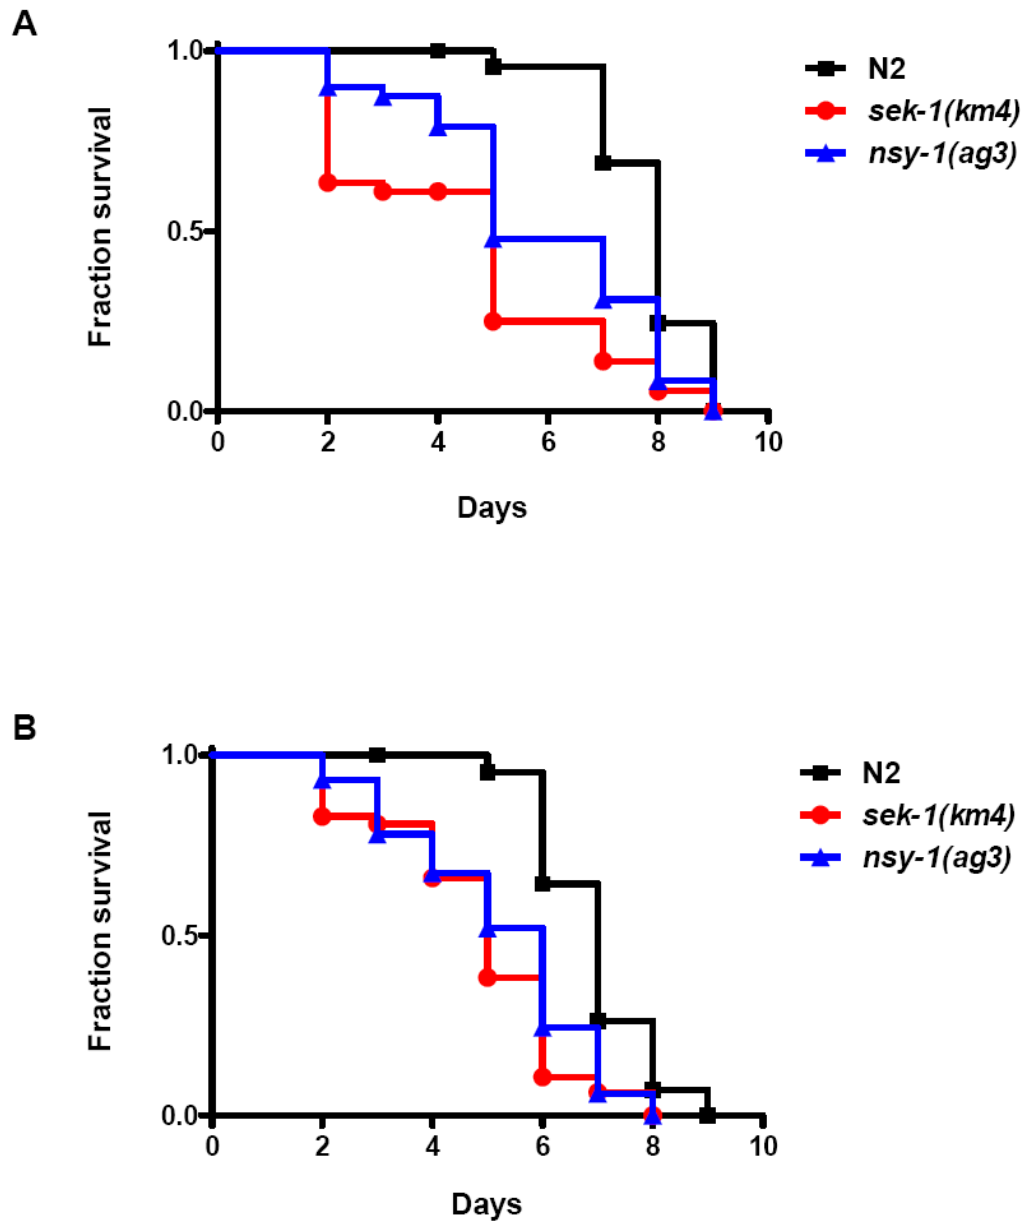 A
1.0
0.5
0.0
Fraction survival
0 2 4 6 8 10
Days
N2
sek-1(km4)
nsy-1(ag3)
B
1.0
0.5
0.0
Fraction survival
0 2 4 6 8 10
Days
N2
sek-1(km4)
nsy-1(ag3)